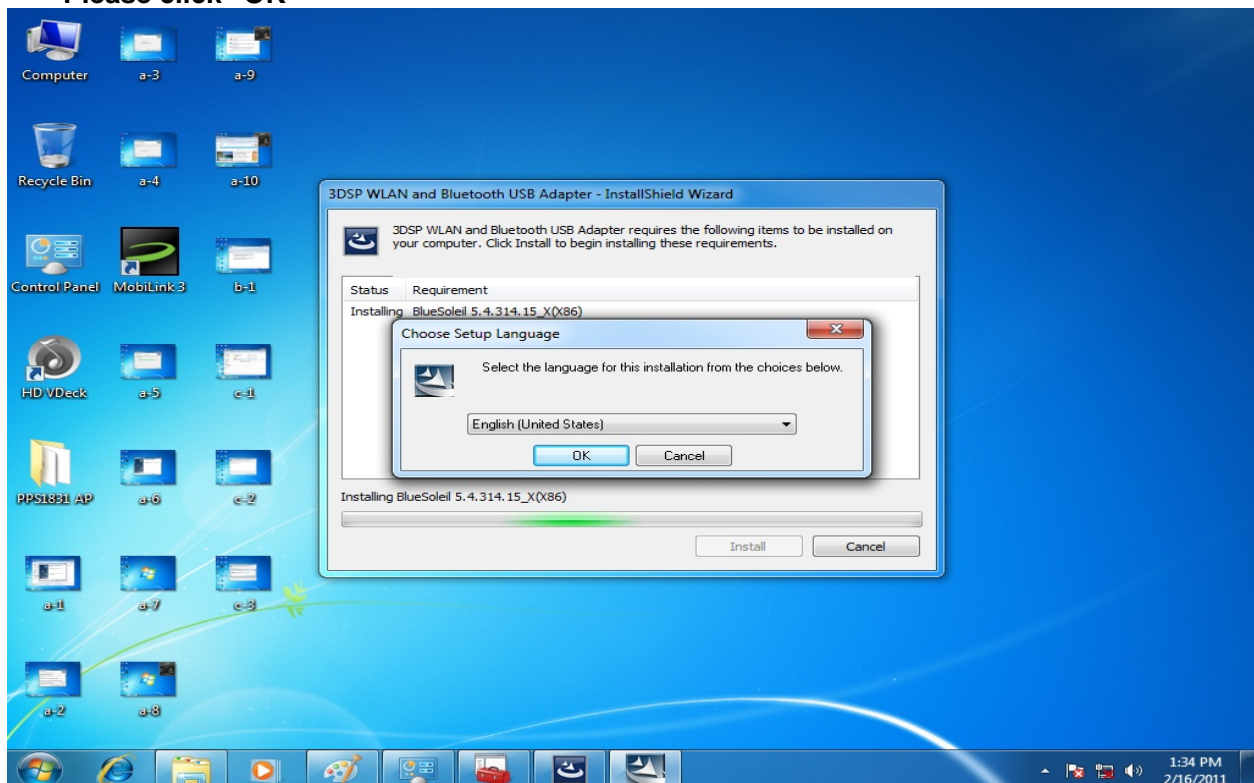 Please click "OK"
Computer
a-3
a-9
Recycle Bin
a-4
a-10
Control Panel
MobiLink 3
b-1
HD VDeck
a-5
c-1
PPS1831 AP
a-6
c-2
a-1
a-7
c-3
a-2
a-8
3DSP WLAN and Bluetooth USB Adapter - InstallShield Wizard
3DSP WLAN and Bluetooth USB Adapter requires the following items to be installed on
your computer. Click Install to begin installing these requirements.
Status Requirement
Installing BlueSoleil 5.4.314.15_X(X86)
Choose Setup Language
Select the language for this installation from the choices below.
English (United States)
OK Cancel
Installing BlueSoleil 5.4.314.15_X(X86)
Install Cancel
1:34 PM
2/16/2011